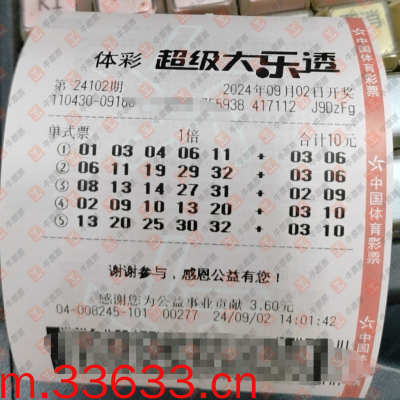 体彩 超级大乐透
第 24102期 2024年09月02日开奖
417112 J9DzFg
单式票 1倍 合计10元
① 01 03 04 06 11 + 03 06
② 06 11 19 29 32 + 03 06
③ 08 13 14 27 31 + 02 09
④ 02 09 10 13 20 + 03 10
⑤ 13 20 25 30 32 + 03 10
谢谢参与，感恩公益有您！
感谢您为公益事业贡献 3.60元
04-008245-101 00277 24/09/02 14:01:42
中国体育彩票
中国体育彩票
m.33633.cn